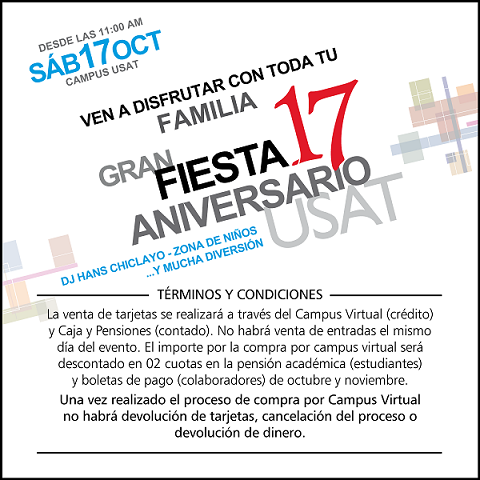 DESDE LAS 11:00 AM
SÁB17OCT
CAMPUS USAT
VEN A DISFRUTAR CON TODA TU
FAMILIA
GRAN FIESTA 17
ANIVERSARIO
USAT
DJ HANS CHICLAYO - ZONA DE NIÑOS
...Y MUCHA DIVERSIÓN
TÉRMINOS Y CONDICIONES
La venta de tarjetas se realizará a través del Campus Virtual (crédito)
y Caja y Pensiones (contado). No habrá venta de entradas el mismo
día del evento. El importe por la compra por campus virtual será
descontado en 02 cuotas en la pensión académica (estudiantes)
y boletas de pago (colaboradores) de octubre y noviembre.
Una vez realizado el proceso de compra por Campus Virtual
no habrá devolución de tarjetas, cancelación del proceso o
devolución de dinero.